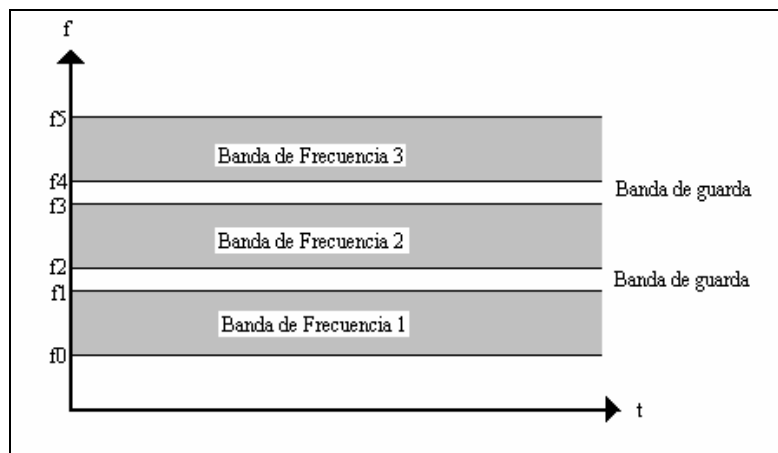 f
f5
Banda de Frecuencia 3
f4
Banda de guarda
f3
Banda de Frecuencia 2
f2
Banda de guarda
f1
Banda de Frecuencia 1
f0
t